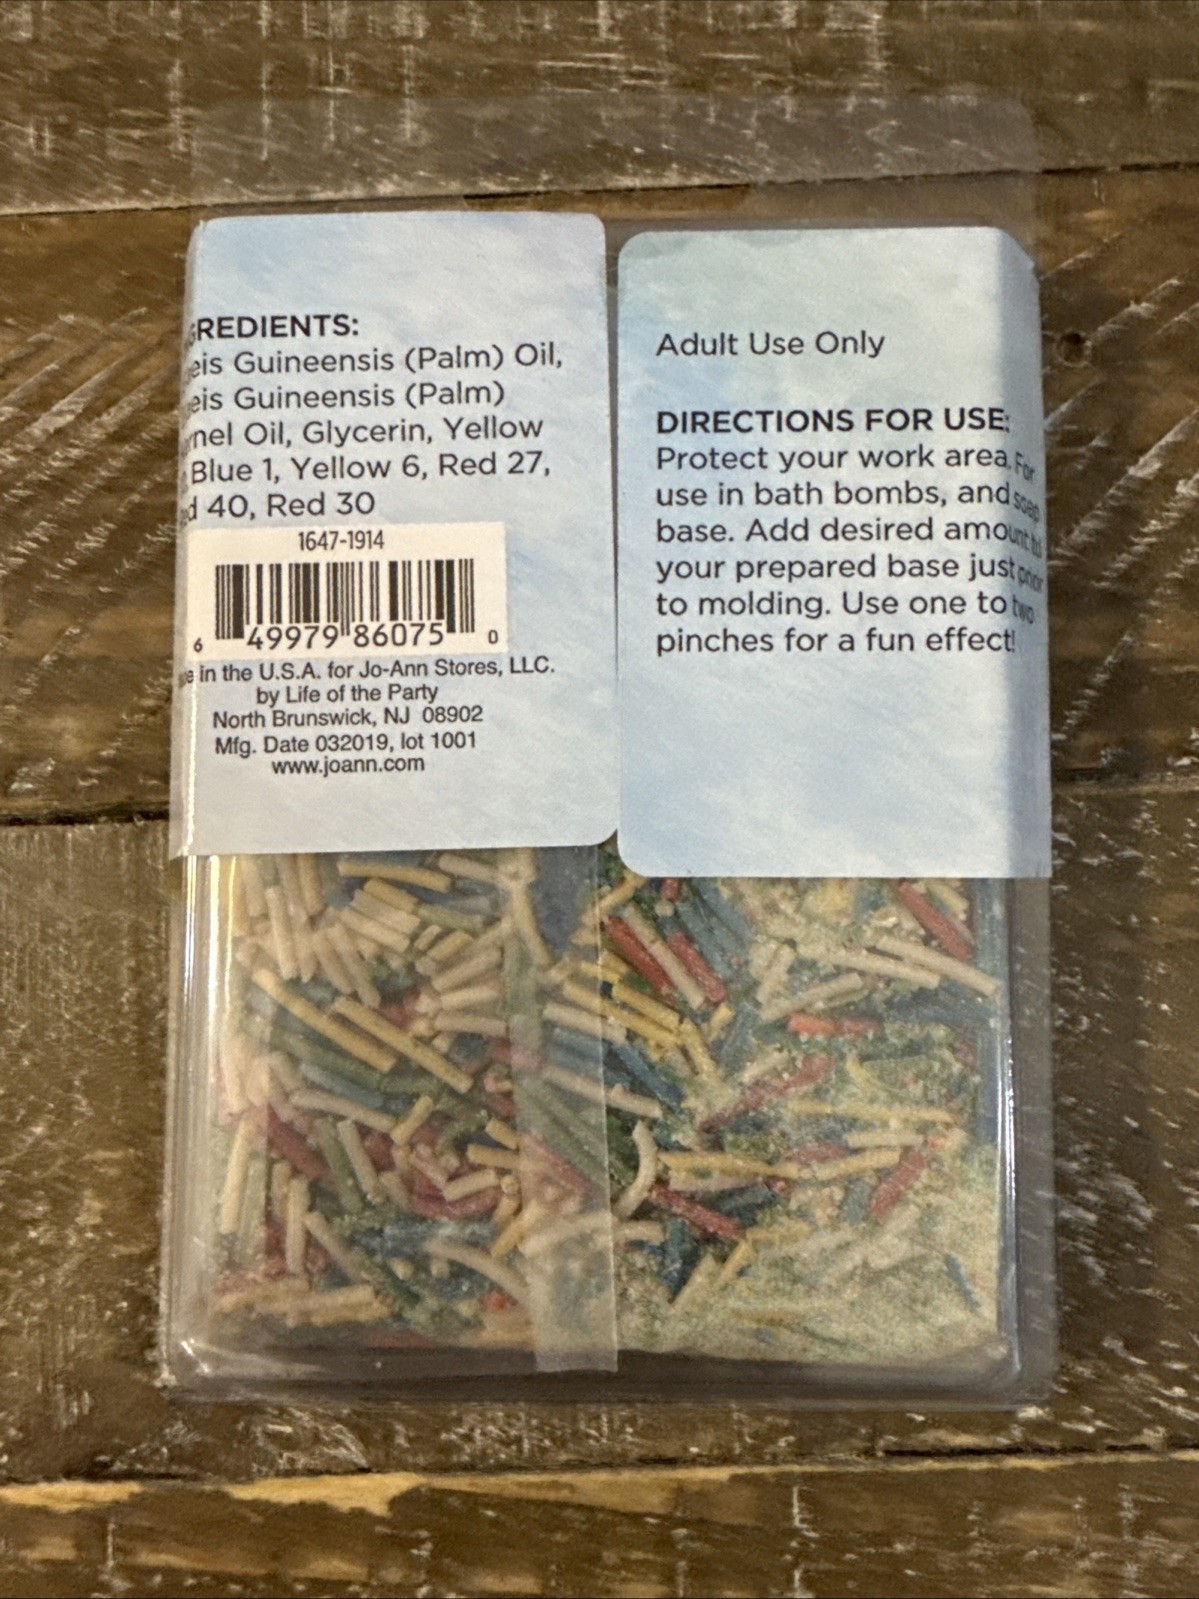 GREDIENTS:
eis Guineensis (Palm) Oil,
eis Guineensis (Palm)
nel Oil, Glycerin, Yellow
Blue 1, Yellow 6, Red 27,
d 40, Red 30
1647-1914
6 49979 86075 0
e in the U.S.A. for Jo-Ann Stores, LLC.
by Life of the Party
North Brunswick, NJ 08902
Mfg. Date 032019, lot 1001
www.joann.com
Adult Use Only
DIRECTIONS FOR USE:
Protect your work area. For
use in bath bombs, and soap
base. Add desired amount to
your prepared base just prior
to molding. Use one to two
pinches for a fun effect!